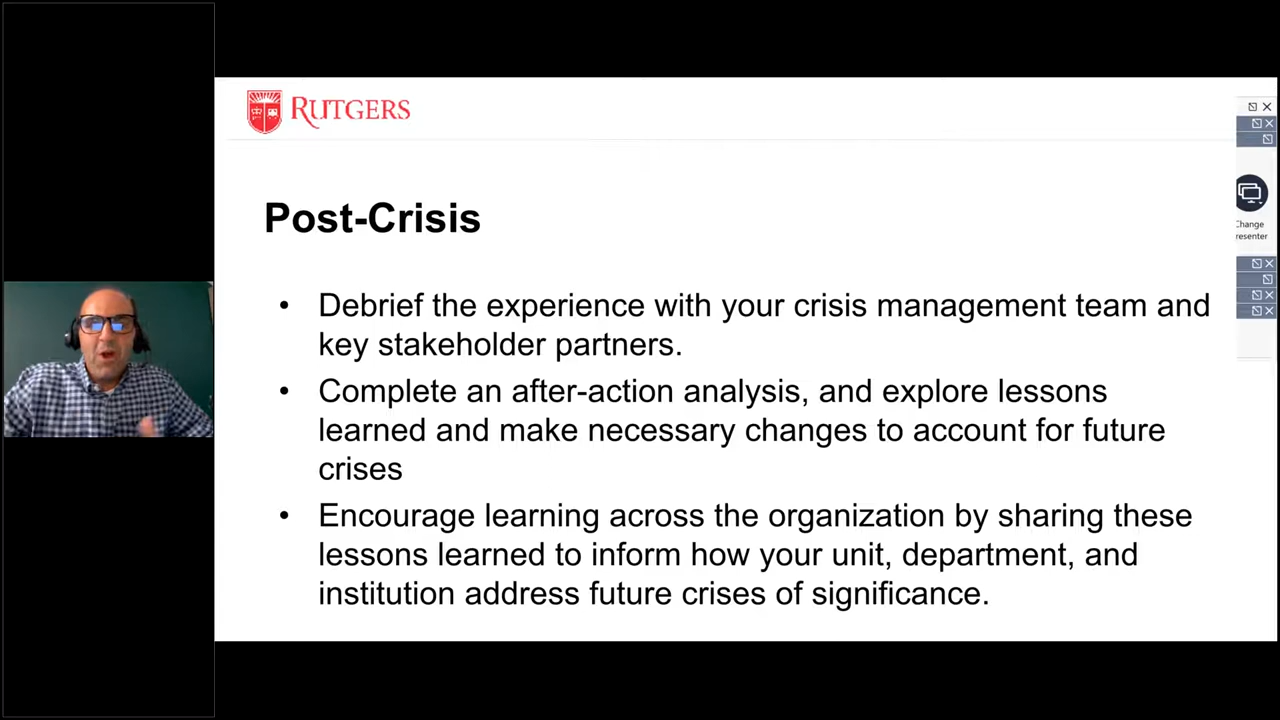 RUTGERS
Post-Crisis
• Debrief the experience with your crisis management team and
key stakeholder partners.
• Complete an after-action analysis, and explore lessons
learned and make necessary changes to account for future
crises
• Encourage learning across the organization by sharing these
lessons learned to inform how your unit, department, and
institution address future crises of significance.
Change
resenter